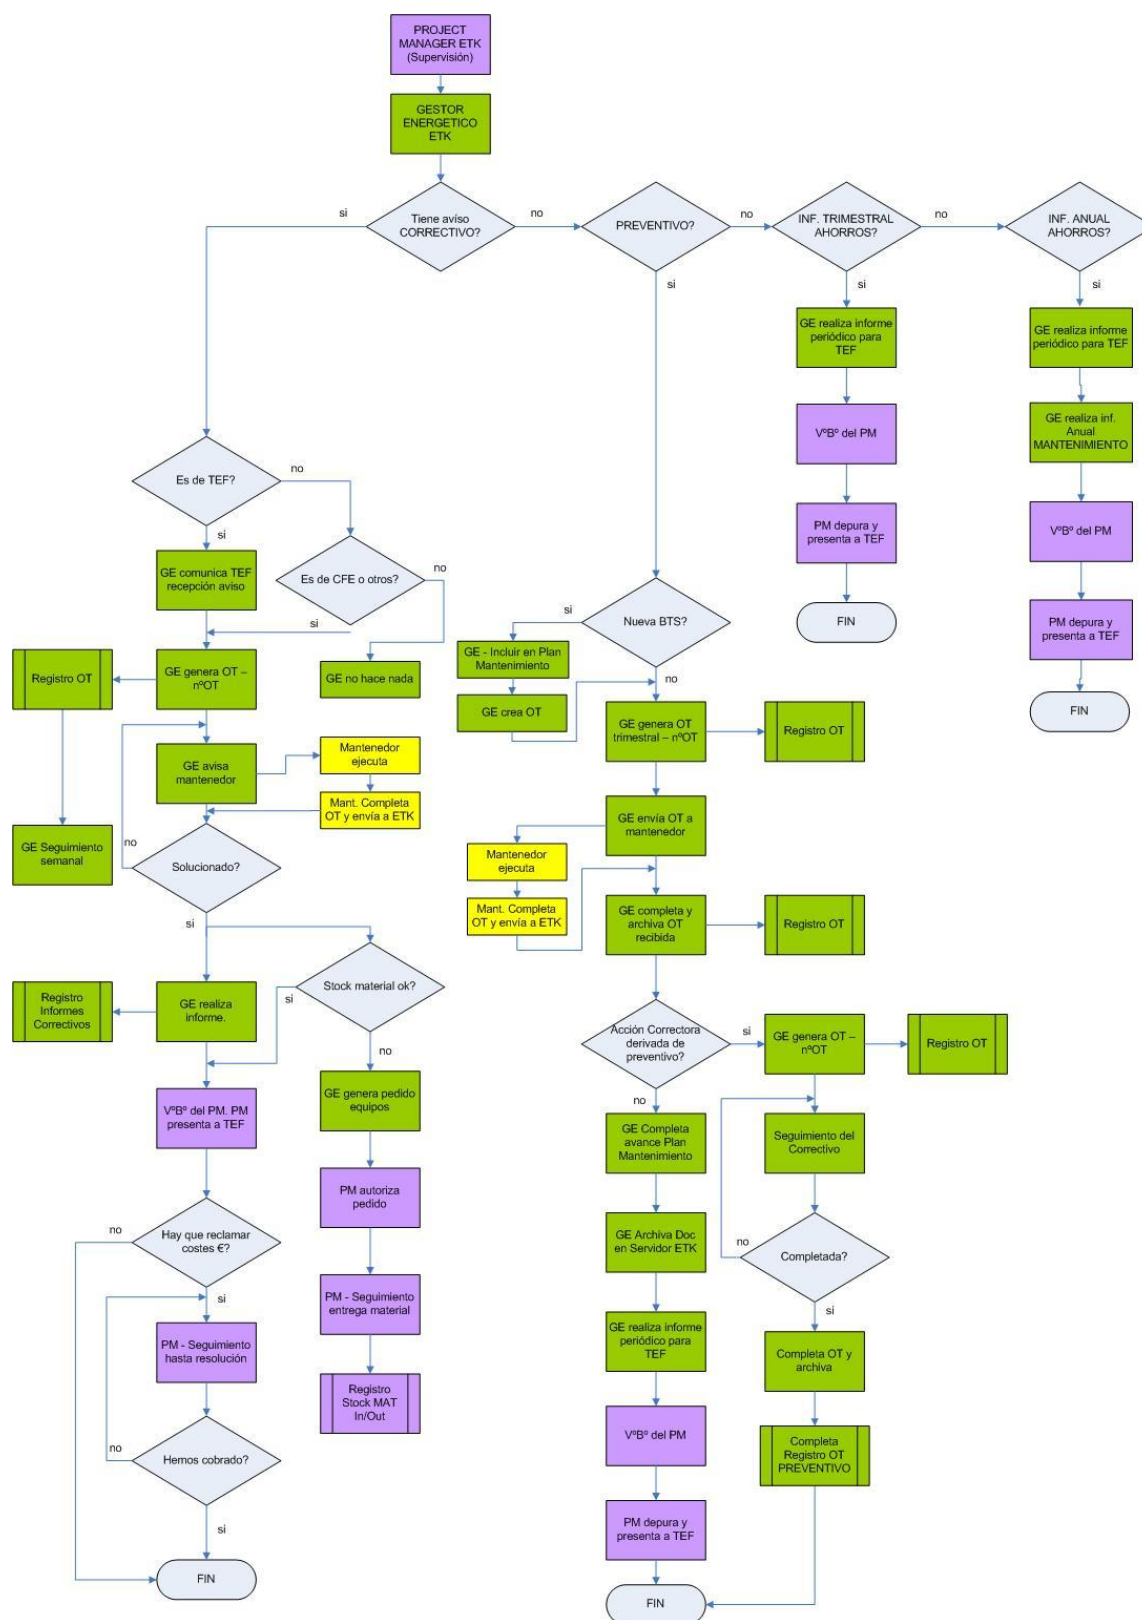 PROJECT
MANAGER ETK
(Supervisión)
GESTOR
ENERGETICO
ETK
si
Tiene aviso
CORRECTIVO?
no
PREVENTIVO?
no
INF. TRIMESTRAL
AHORROS?
no
INF. ANUAL
AHORROS?
si
si
si
GE realiza informe
periódico para
TEF
GE realiza informe
periódico para TEF
VºBº del PM
GE realiza inf.
Anual
MANTENIMIENTO
PM depura y
presenta a TEF
VºBº del PM
FIN
PM depura y
presenta a TEF
FIN
Es de TEF?
no
si
GE comunica TEF
recepción aviso
Es de CFE o otros?
no
si
GE no hace nada
Registro OT
GE genera OT –
nºOT
GE avisa
mantenedor
Mantenedor
ejecuta
Mant. Completa
OT y envía a ETK
GE Seguimiento
semanal
no
Solucionado?
si
Registro
Informes
Correctivos
GE realiza
informe.
si
Stock material ok?
no
VºBº del PM. PM
presenta a TEF
GE genera pedido
equipos
PM autoriza
pedido
no
Hay que reclamar
costes €?
si
PM - Seguimiento
entrega material
PM - Seguimiento
hasta resolución
Registro
Stock MAT
In/Out
no
Hemos cobrado?
si
FIN
si
Nueva BTS?
no
GE - Incluir en Plan
Mantenimiento
GE crea OT
GE genera OT
trimestral – nºOT
Registro OT
GE envía OT a
mantenedor
Mantenedor
ejecuta
Mant. Completa
OT y envía a ETK
GE completa y
archiva OT
recibida
Registro OT
Acción Correctora
derivada de
preventivo?
si
GE genera OT –
nºOT
Registro OT
no
GE Completa
avance Plan
Mantenimiento
Seguimiento del
Correctivo
GE Archiva Doc
en Servidor ETK
no
Completada?
si
GE realiza informe
periódico para
TEF
Completa OT y
archiva
VºBº del PM
Completa
Registro OT
PREVENTIVO
PM depura y
presenta a TEF
FIN